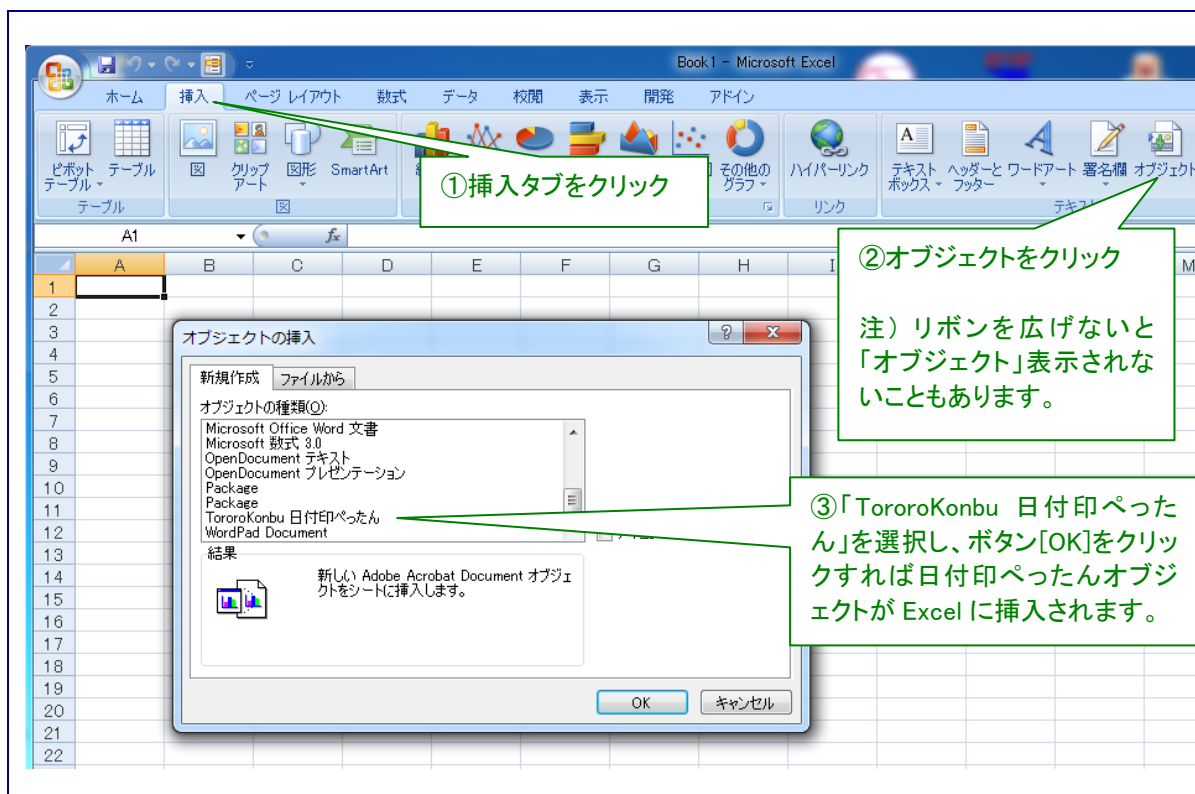 Book1 - Microsoft Excel
ホーム 挿入 ページ レイアウト 数式 データ 校閲 表示 開発 アドイン
ピボット テーブル 図 クリップ 図形 SmartArt その他の ハイパーリンク テキスト ヘッダーと ワードアート 署名欄 オブジェクト
テーブル アート グラフ ボックス フッター
テーブル 図 リンク
①挿入タブをクリック
A1 fx
A B C D E F G H I M
②オブジェクトをクリック
注）リボンを広げないと
「オブジェクト」表示されな
いこともあります。
1
2
3
4
5
6
7
8
9
10
11
12
13
14
15
16
17
18
19
20
21
22
オブジェクトの挿入
新規作成 ファイルから
オブジェクトの種類(O):
Microsoft Office Word 文書
Microsoft 数式 3.0
OpenDocument テキスト
OpenDocument プレゼンテーション
Package
Package
TororoKonbu 日付印ぺったん
WordPad Document
結果
新しい Adobe Acrobat Document オブジェ
クトをシートに挿入します。
OK キャンセル
③「TororoKonbu 日付印ぺった
ん」を選択し、ボタン[OK]をクリッ
クすれば日付印ぺったんオブジ
ェクトが Excel に挿入されます。